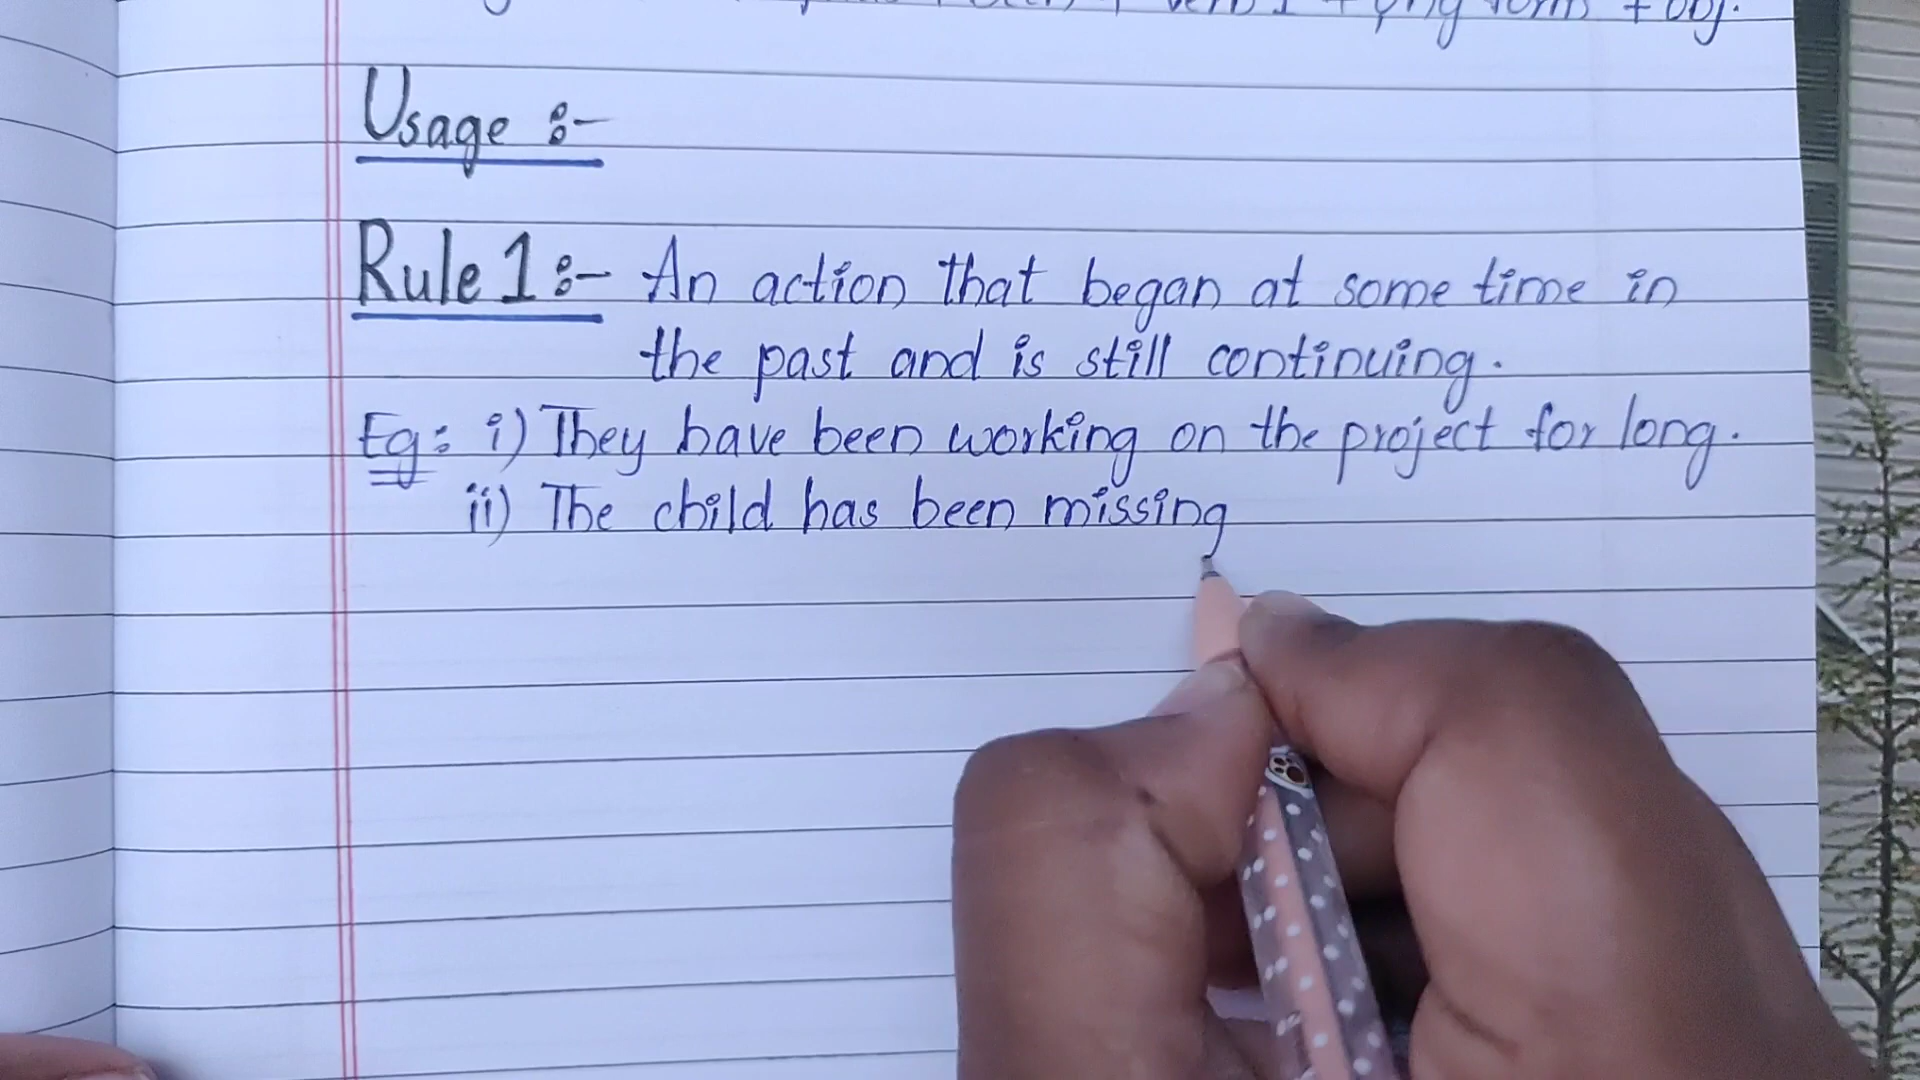 + obj.
Usage :-
Rule 1 :- An action that began at some time in
the past and is still continuing.
Eg: i) They have been working on the project for long.
ii) The child has been missing